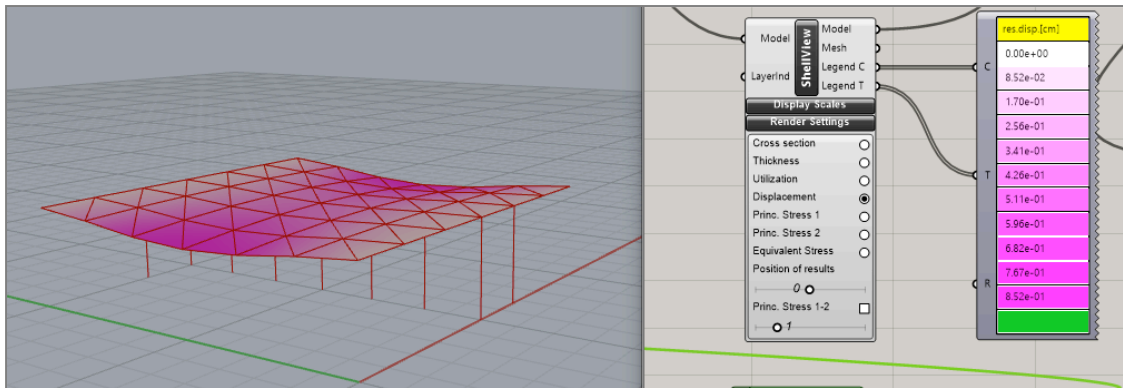 Model
LayerInd
ShellView
Model
Mesh
Legend C
Legend T
Display Scales
Render Settings
Cross section
Thickness
Utilization
Displacement
Princ. Stress 1
Princ. Stress 2
Equivalent Stress
Position of results
0
Princ. Stress 1-2
1
C
T
R
res.disp.[cm]
0.00e+00
8.52e-02
1.70e-01
2.56e-01
3.41e-01
4.26e-01
5.11e-01
5.96e-01
6.82e-01
7.67e-01
8.52e-01